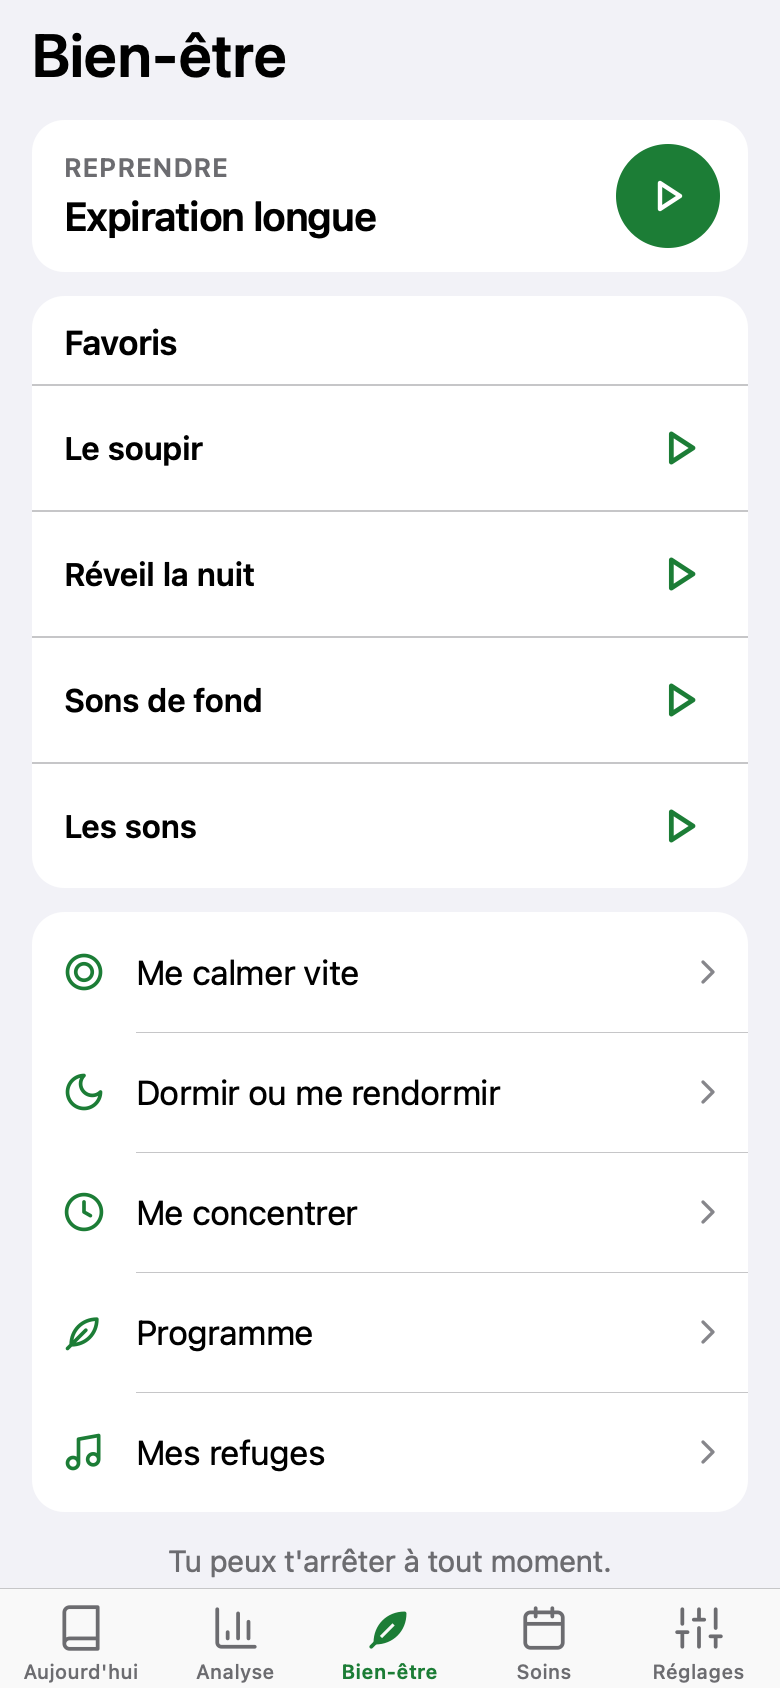 Bien-être
REPRENDRE
Expiration longue
Favoris
Le soupir
Réveil la nuit
Sons de fond
Les sons
Me calmer vite
Dormir ou me rendormir
Me concentrer
Programme
Mes refuges
Tu peux t'arrêter à tout moment.
Aujourd'hui
Analyse
Bien-être
Soins
Réglages